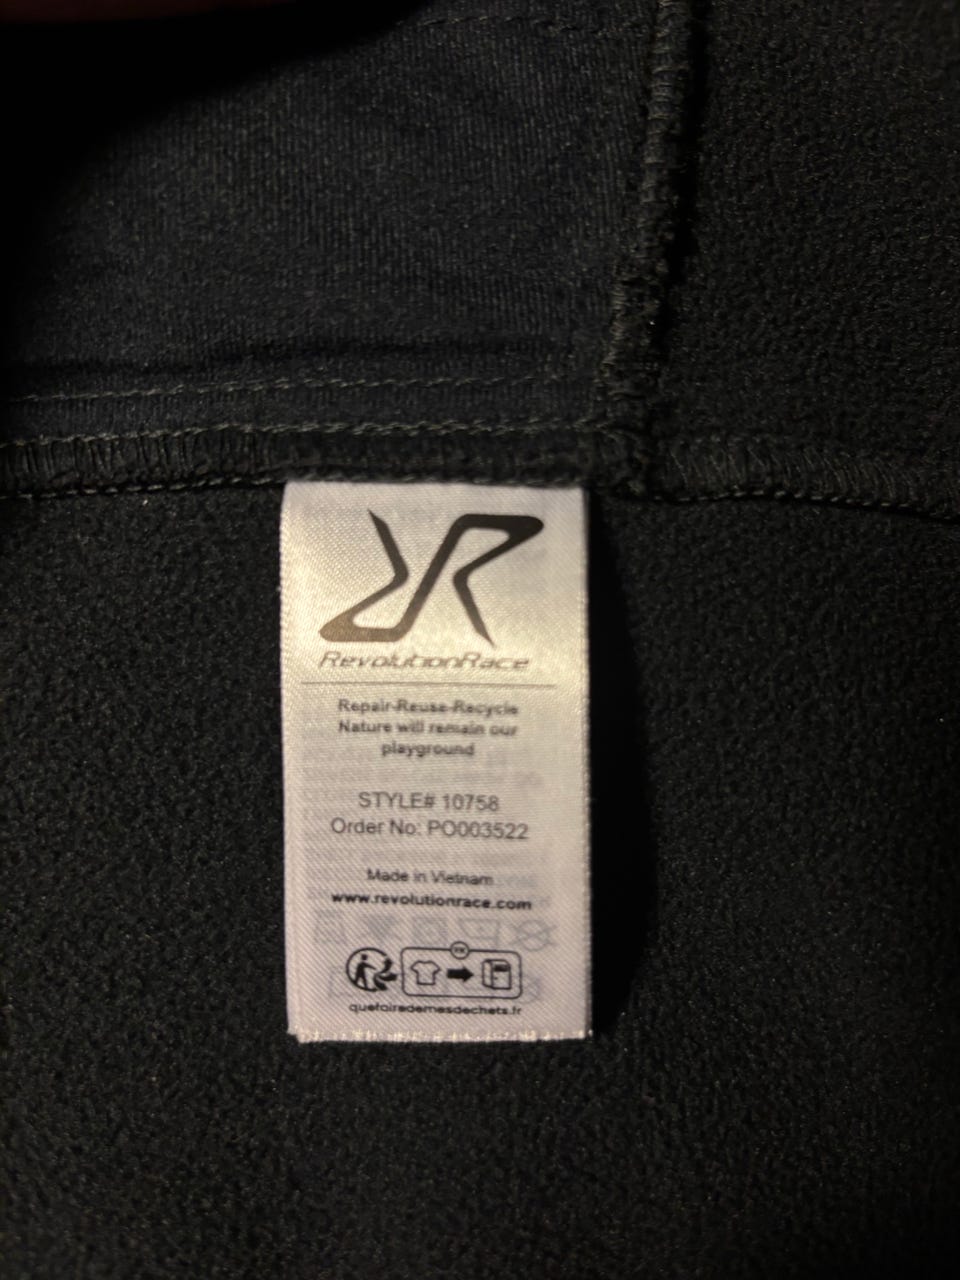 RevolutionRace
Repair-Reuse-Recycle
Nature will remain our
playground
STYLE# 10758
Order No: PO003522
Made in Vietnam
www.revolutionrace.com
FR
quefairedemesdechets.fr